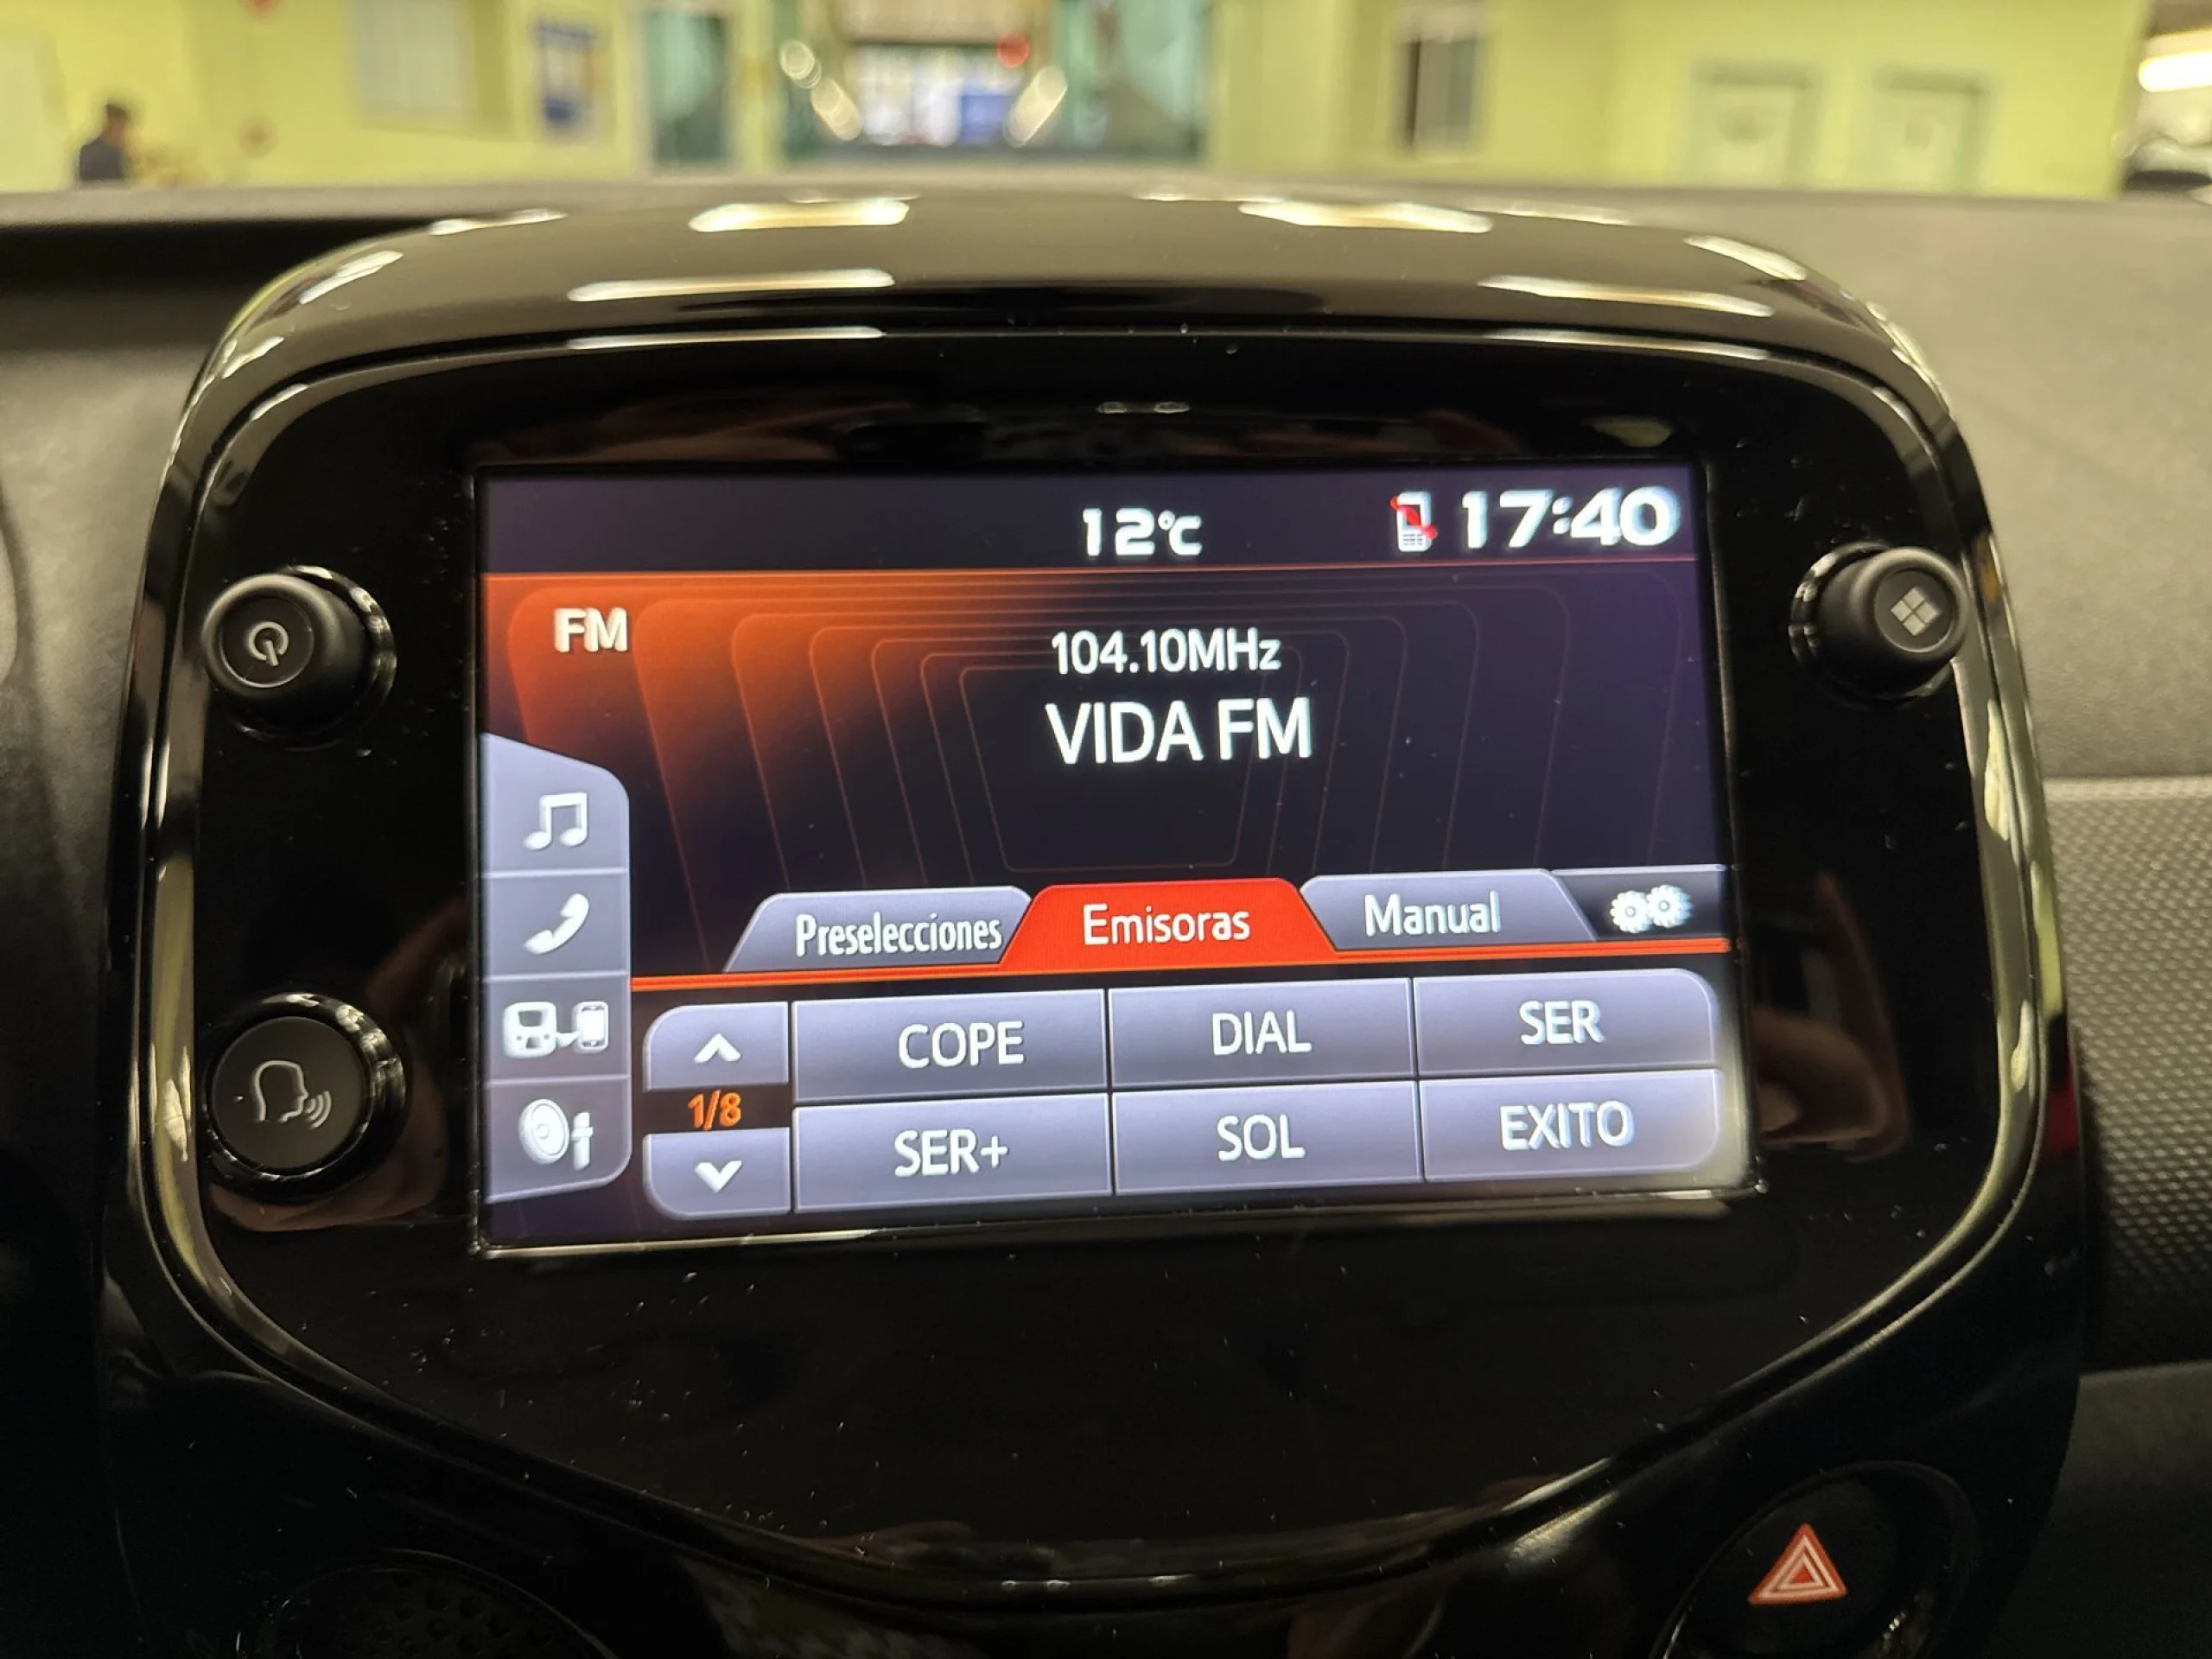 12°C
17:40
FM
104.10MHz
VIDA FM
Preselecciones
Emisoras
Manual
COPE
DIAL
SER
1/8
SER+
SOL
EXITO